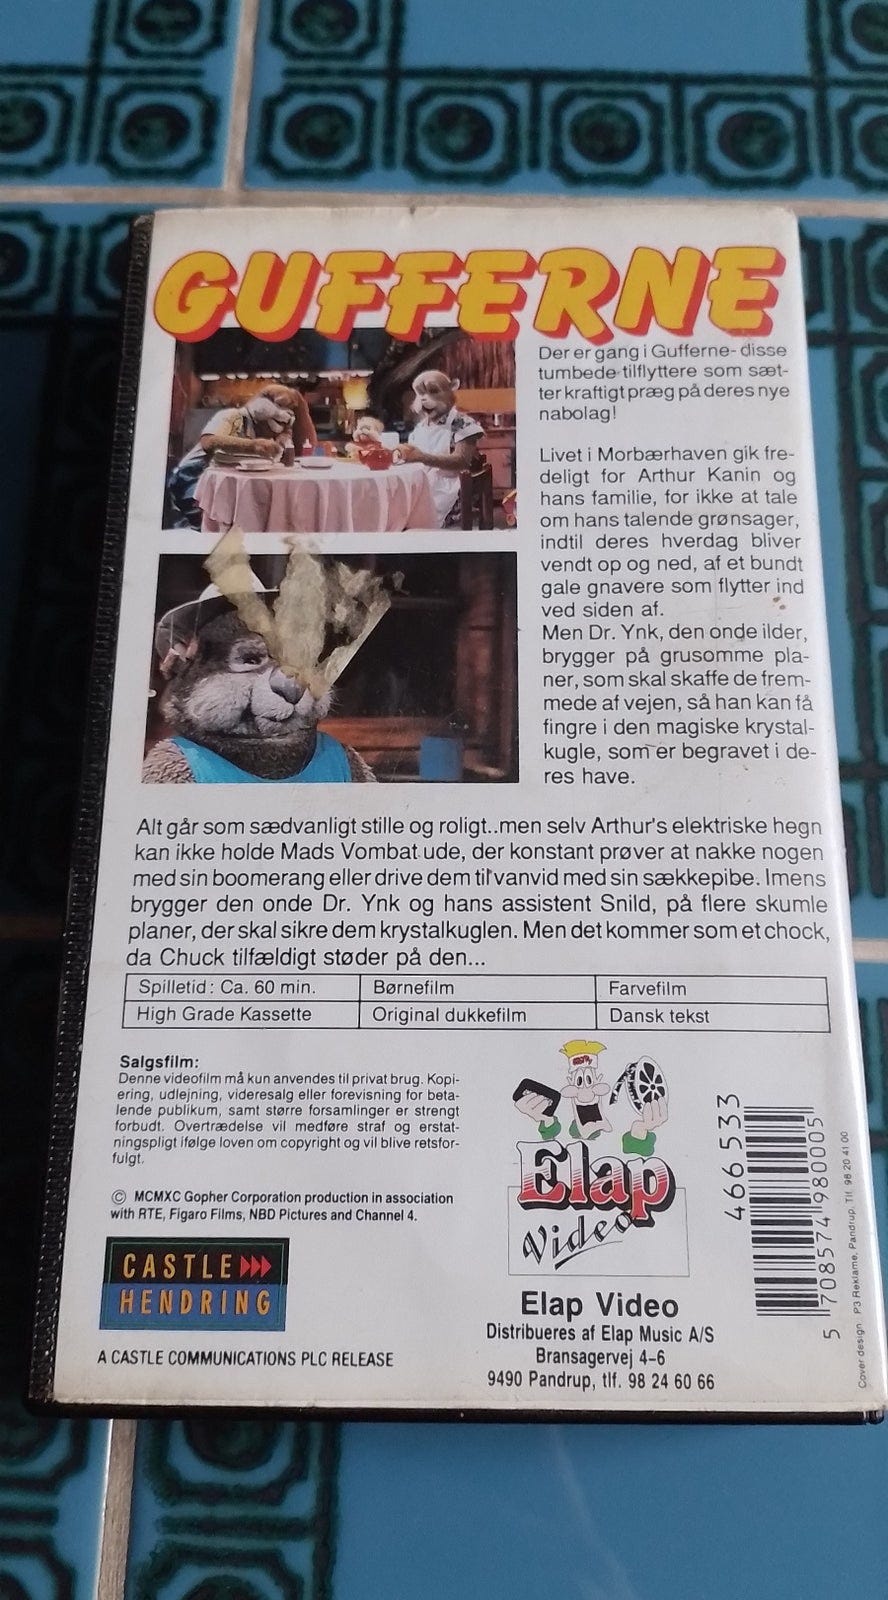 GUFFERNE
Der er gang i Gufferne- disse
tumbede tilflyttere som sæt-
ter kraftigt præg på deres nye
nabolag!
Livet i Morbærhaven gik fre-
deligt for Arthur Kanin og
hans familie, for ikke at tale
om hans talende grønsager,
indtil deres hverdag bliver
vendt op og ned, af et bundt
gale gnavere som flytter ind
ved siden af.
Men Dr. Ynk, den onde ilder,
brygger på grusomme pla-
ner, som skal skaffe de frem-
mede af vejen, så han kan få
fingre i den magiske krystal-
kugle, som er begravet i de-
res have.
Alt går som sædvanligt stille og roligt..men selv Arthur's elektriske hegn
kan ikke holde Mads Vombat ude, der konstant prøver at nakke nogen
med sin boomerang eller drive dem til vanvid med sin sækkepibe. Imens
brygger den onde Dr. Ynk og hans assistent Snild, på flere skumle
planer, der skal sikre dem krystalkuglen. Men det kommer som et chock,
da Chuck tilfældigt støder på den...
Spilletid: Ca. 60 min. Børnefilm Farvefilm
High Grade Kassette Original dukkefilm Dansk tekst
Salgsfilm:
Denne videofilm må kun anvendes til privat brug. Kopi-
ering, udlejning, videresalg eller forevisning for beta-
lende publikum, samt større forsamlinger er strengt
forbudt. Overtrædelse vil medføre straf og erstat-
ningspligt ifølge loven om copyright og vil blive retsfor-
fulgt.
© MCMXC Gopher Corporation production in association
with RTE, Figaro Films, NBD Pictures and Channel 4.
CASTLE
HENDRING
A CASTLE COMMUNICATIONS PLC RELEASE
Elap
Video
Elap Video
Distribueres af Elap Music A/S
Bransagervej 4-6
9490 Pandrup, tlf. 98 24 60 66
466533
5 708574 980005
Cover design P3 Reklame, Pandrup, Tlf. 98 20 41 00